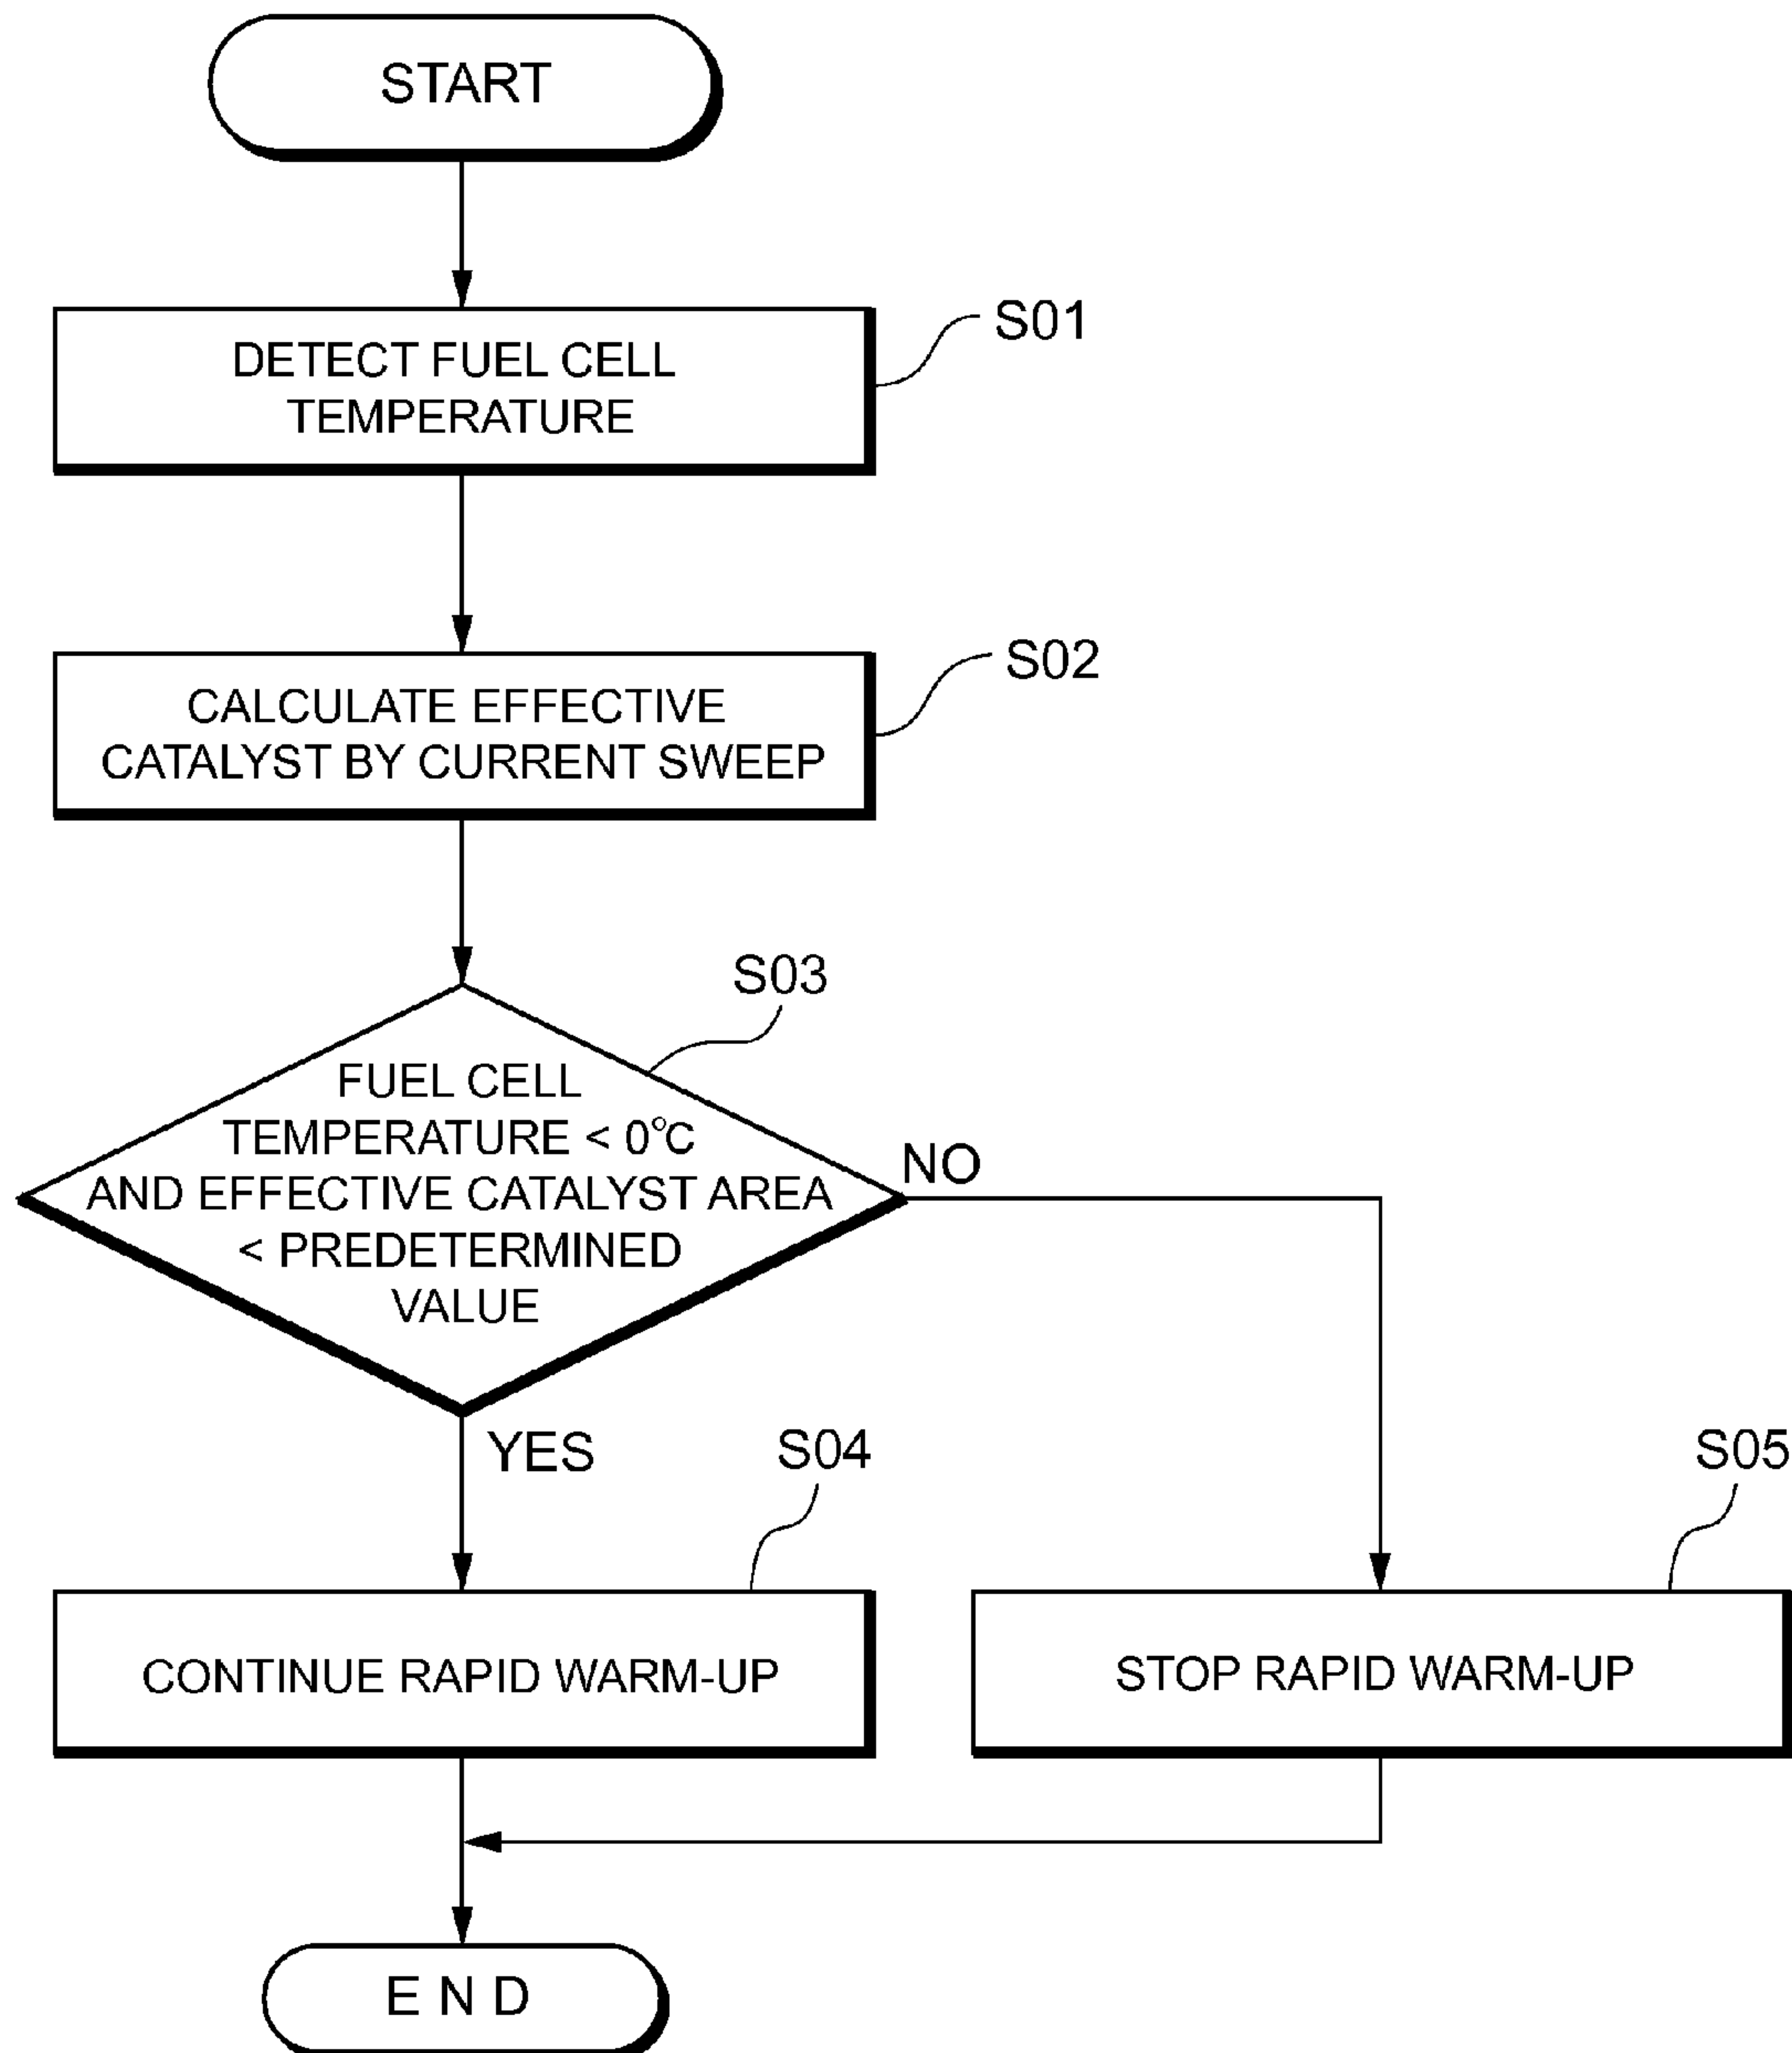 START
S01
DETECT FUEL CELL
TEMPERATURE
S02
CALCULATE EFFECTIVE
CATALYST BY CURRENT SWEEP
S03
FUEL CELL
TEMPERATURE < 0°C
AND EFFECTIVE CATALYST AREA
< PREDETERMINED
VALUE
NO
YES
S04
S05
CONTINUE RAPID WARM-UP
STOP RAPID WARM-UP
E N D